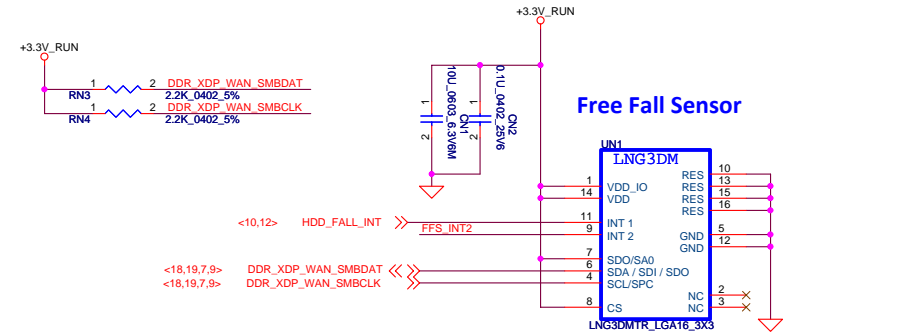 +3.3V_RUN
+3.3V_RUN
1 2 DDR_XDP_WAN_SMBDAT
RN3 2.2K_0402_5%
1 2 DDR_XDP_WAN_SMBCLK
RN4 2.2K_0402_5%
1 2
10U_0603_6.3V6M
CN1
1 2
0.1U_0402_25V6
CN2
Free Fall Sensor
UN1
LNG3DM
1 VDD_IO
14 VDD
<10,12> HDD_FALL_INT 11 INT 1
FFS_INT2 9 INT 2
7 SDO/SA0
<18,19,7,9> DDR_XDP_WAN_SMBDAT 6 SDA / SDI / SDO
<18,19,7,9> DDR_XDP_WAN_SMBCLK 4 SCL/SPC
8 CS
RES 10
RES 13
RES 15
RES 16
GND 5
GND 12
NC 2
NC 3
LNG3DMTR_LGA16_3X3